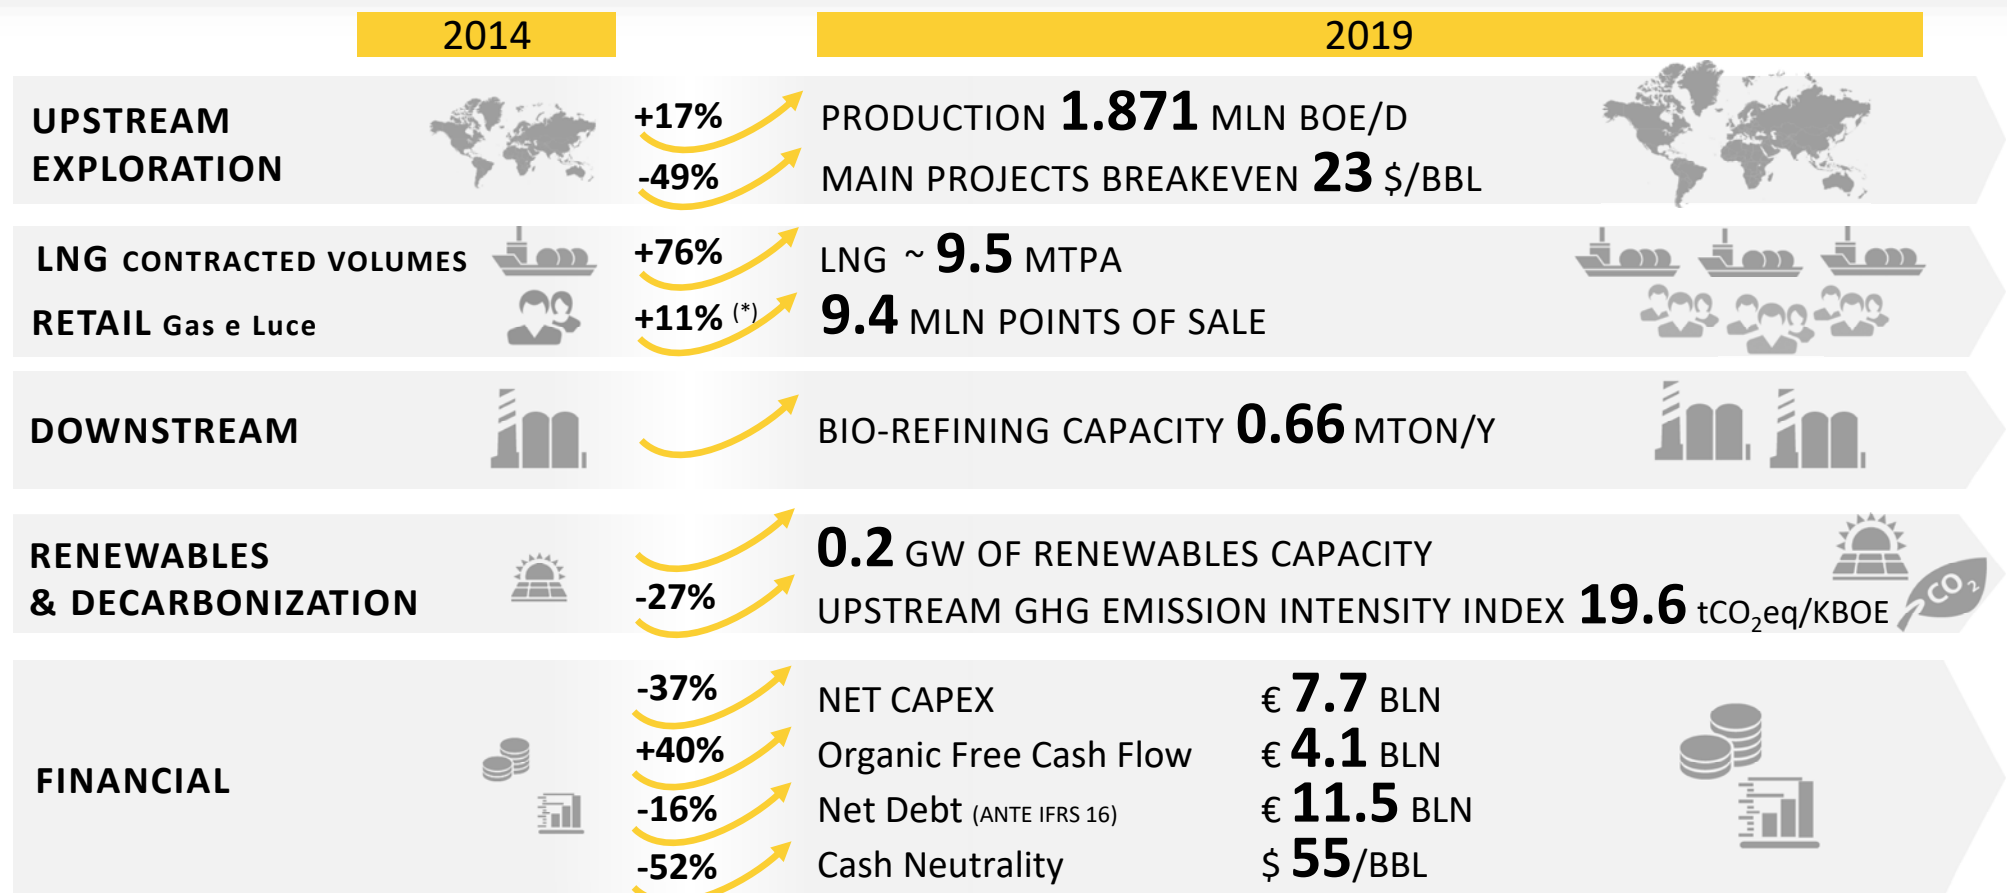 2014 2019
UPSTREAM
EXPLORATION
+17% PRODUCTION 1.871 MLN BOE/D
-49% MAIN PROJECTS BREAKEVEN 23 $/BBL
LNG CONTRACTED VOLUMES +76% LNG ~ 9.5 MTPA
RETAIL Gas e Luce +11% (*) 9.4 MLN POINTS OF SALE
DOWNSTREAM BIO-REFINING CAPACITY 0.66 MTON/Y
RENEWABLES
& DECARBONIZATION
0.2 GW OF RENEWABLES CAPACITY
-27% UPSTREAM GHG EMISSION INTENSITY INDEX 19.6 tCO₂eq/KBOE
CO₂
FINANCIAL
-37% NET CAPEX € 7.7 BLN
+40% Organic Free Cash Flow € 4.1 BLN
-16% Net Debt (ANTE IFRS 16) € 11.5 BLN
-52% Cash Neutrality $ 55/BBL